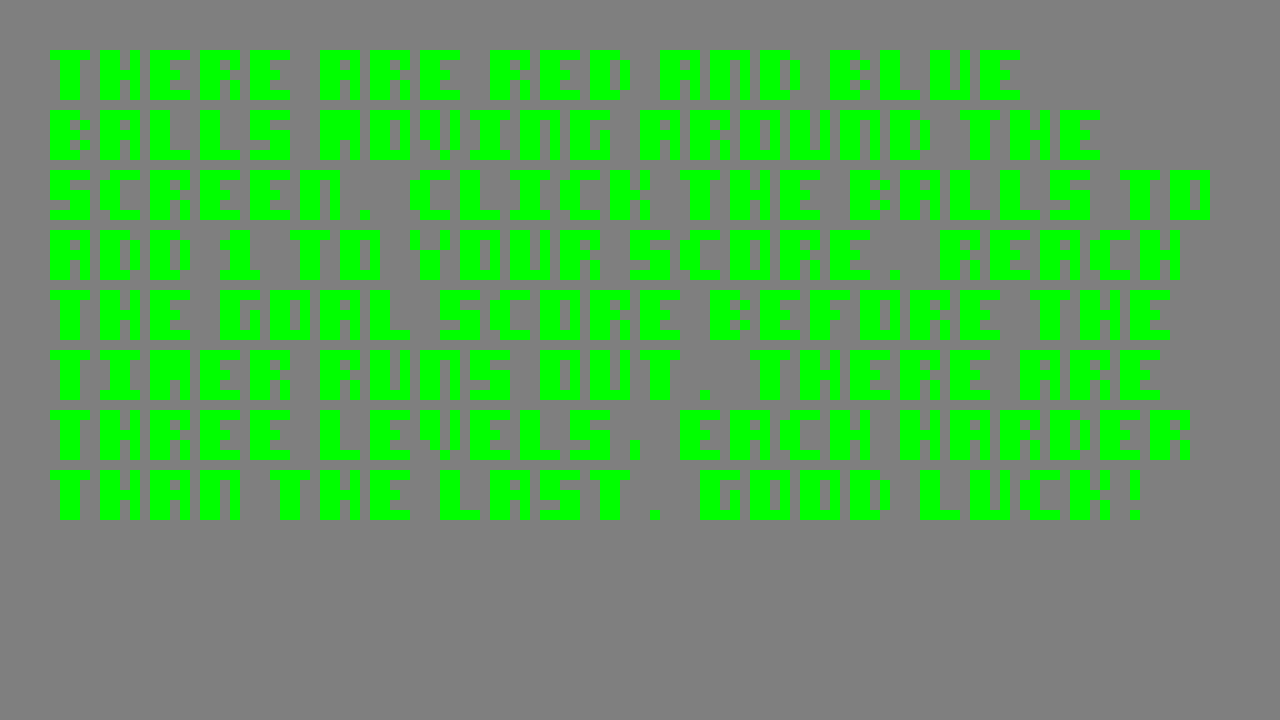 THERE ARE RED AND BLUE
BALLS MOVING AROUND THE
SCREEN. CLICK THE BALLS TO
ADD 1 TO YOUR SCORE. REACH
THE GOAL SCORE BEFORE THE
TIMER RUNS OUT. THERE ARE
THREE LEVELS, EACH HARDER
THAN THE LAST. GOOD LUCK!